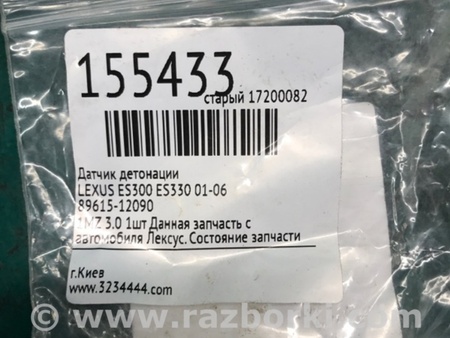 155433
старый 17200082
Датчик детонации
LEXUS ES300 ES330 01-06
89615-12090
1MZ 3.0 1шт Данная запчасть с
автомобиля Лексус. Состояние запчасти
г.Киев
www.3234444.com
www.razborka.com